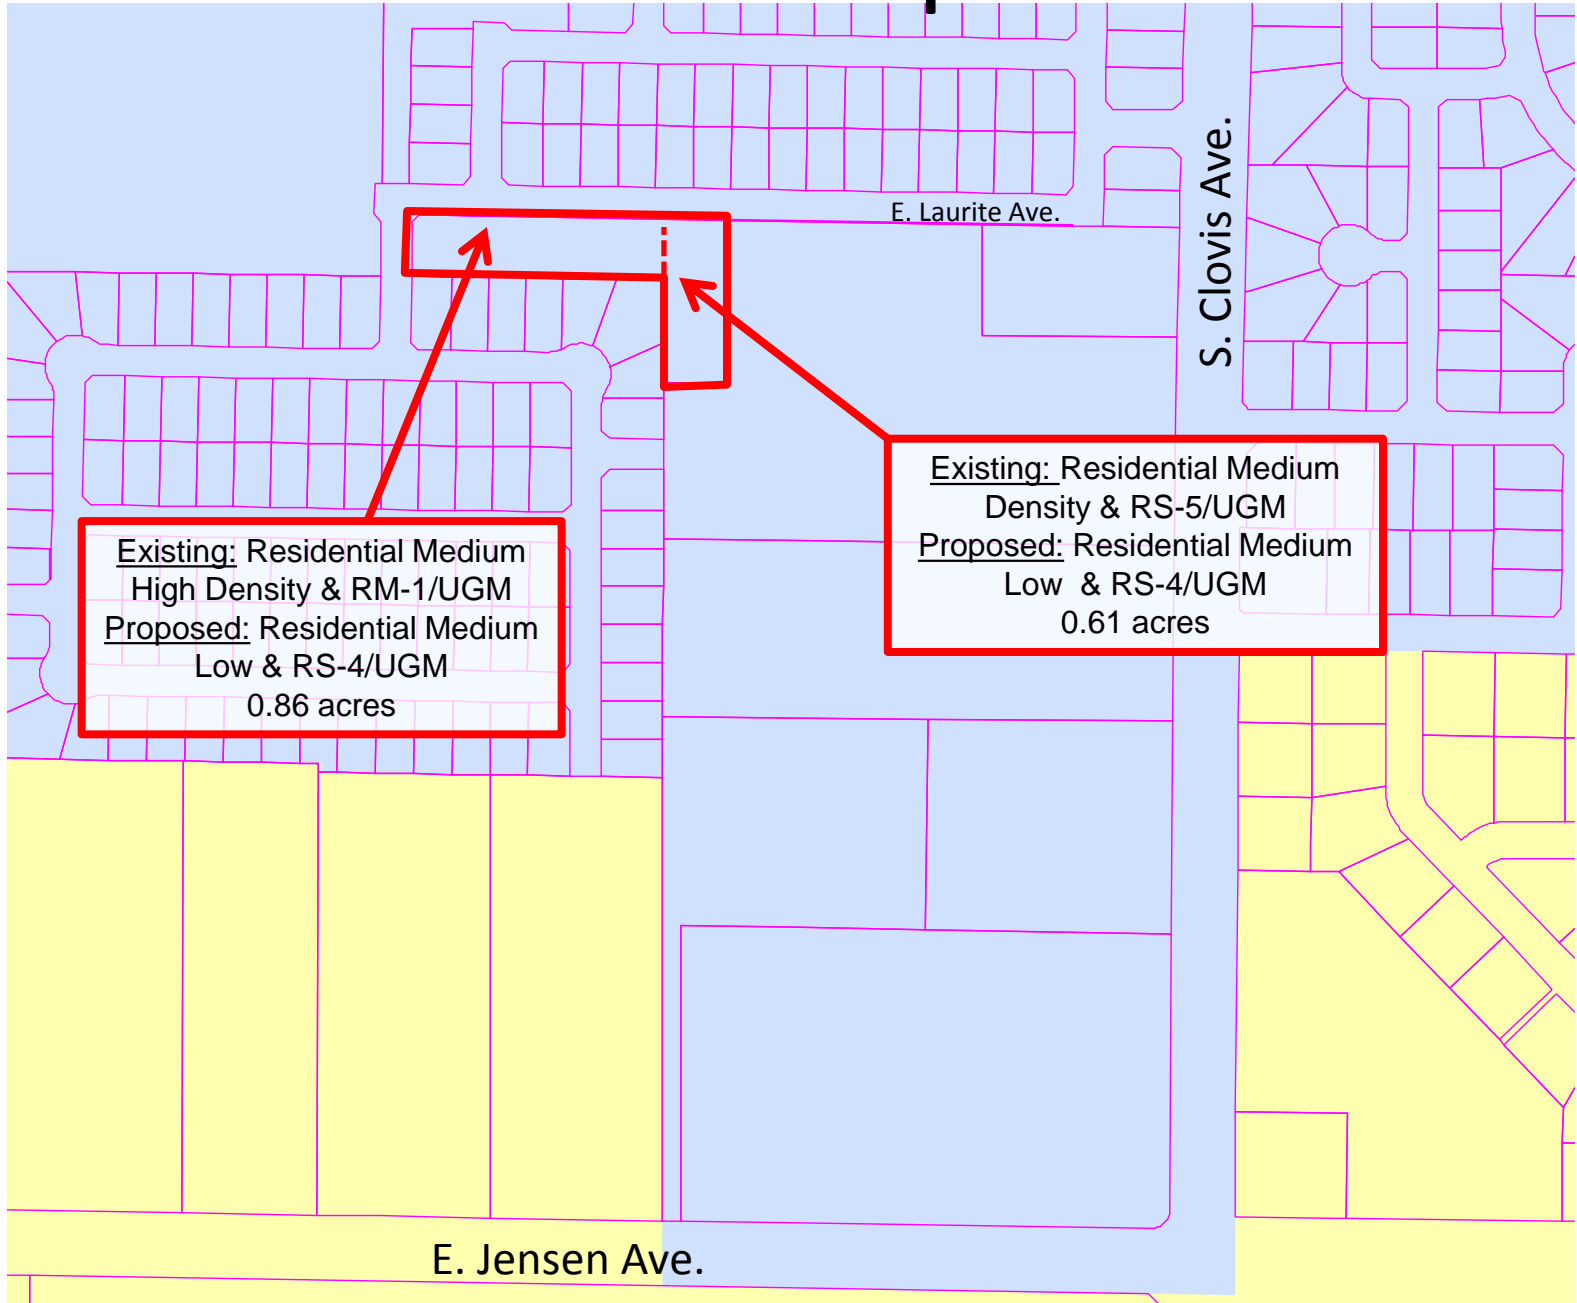 E. Laurite Ave.
S. Clovis Ave.
Existing: Residential Medium
Density & RS-5/UGM
Proposed: Residential Medium
Low & RS-4/UGM
0.61 acres
Existing: Residential Medium
High Density & RM-1/UGM
Proposed: Residential Medium
Low & RS-4/UGM
0.86 acres
E. Jensen Ave.